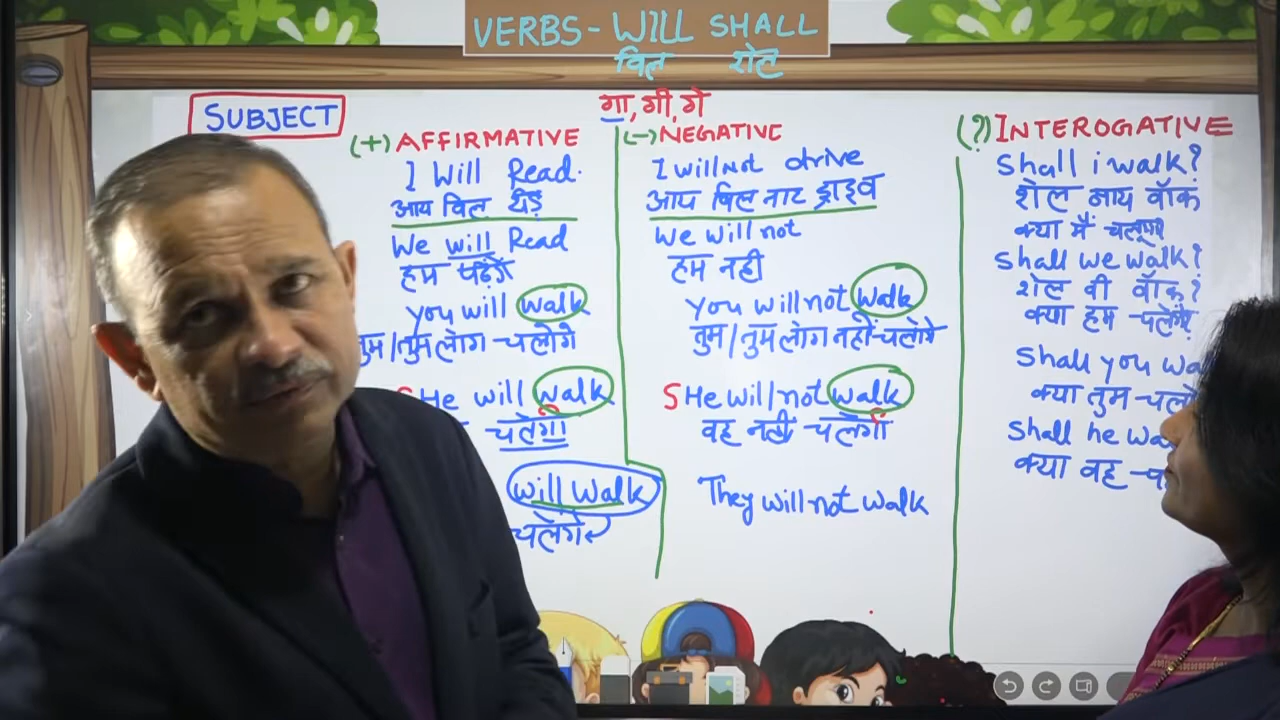 VERBS - WILL SHALL
विल शेल
गा, गी, गे
SUBJECT
(+) AFFIRMATIVE
I Will Read.
आय विल
We will Read
हम पढ़ेंगे
you will walk
तुम/तुम लोग चलोगे
SHe will walk
चलेगा
will walk
चलेंगे
(-) NEGATIVE
I will Not drive
आय विल नाट ड्राइव
We will not
हम नही
you will not walk
तुम/तुम लोग नहीं चलोगे
SHe will not walk
वह नहीं चलेगी
They will not walk
(?) INTEROGATIVE
Shall i walk?
शेल आय वॉक
क्या मैं
Shall we walk?
शेल वी वॉक?
क्या हम चलेंगे
Shall you wa
क्या तुम चलो
Shall he wa
क्या वह